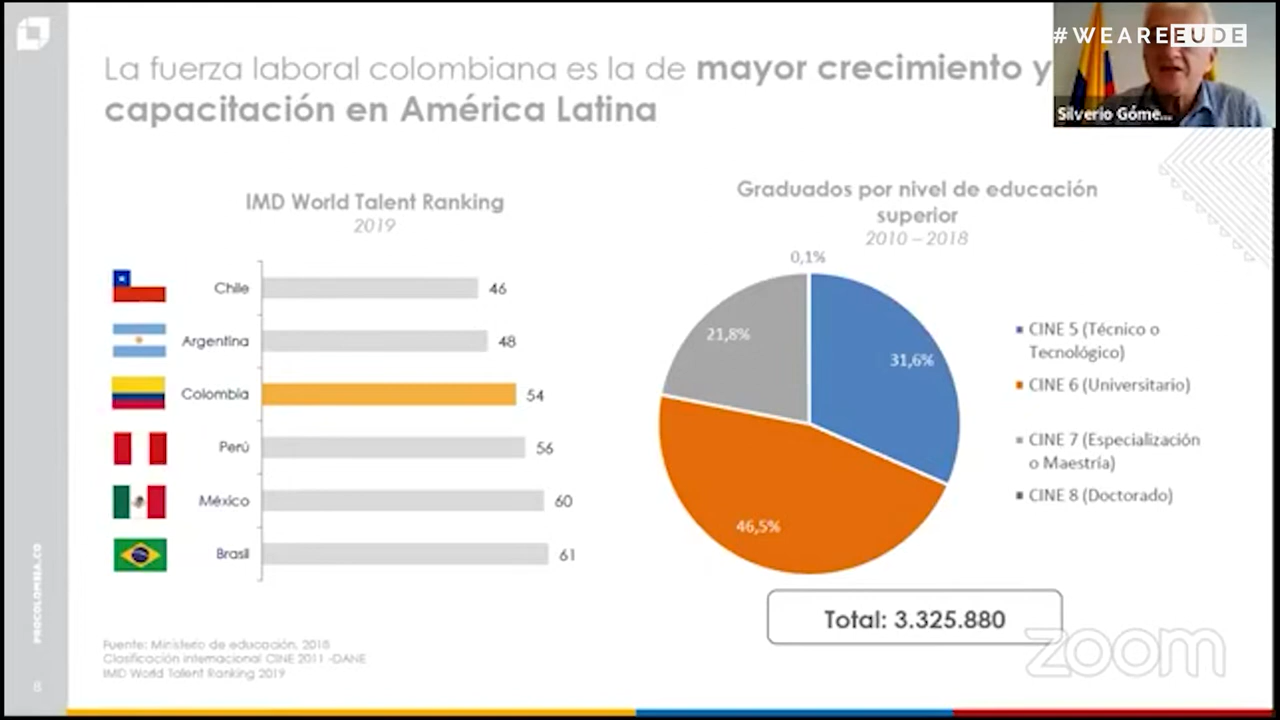 #WEAREEUDE
Silverio Góme...
La fuerza laboral colombiana es la de mayor crecimiento y
capacitación en América Latina
IMD World Talent Ranking
2019
Chile 46
Argentina 48
Colombia 54
Perú 56
México 60
Brasil 61
Graduados por nivel de educación
superior
2010 – 2018
0,1%
21,8%
31,6%
46,5%
CINE 5 (Técnico o
Tecnológico)
CINE 6 (Universitario)
CINE 7 (Especialización
o Maestría)
CINE 8 (Doctorado)
Total: 3.325.880
Fuente: Ministerio de educación, 2018
Clasificación internacional CINE 2011 -DANE
IMD World Talent Ranking 2019
PROCOLOMBIA.CO
zoom